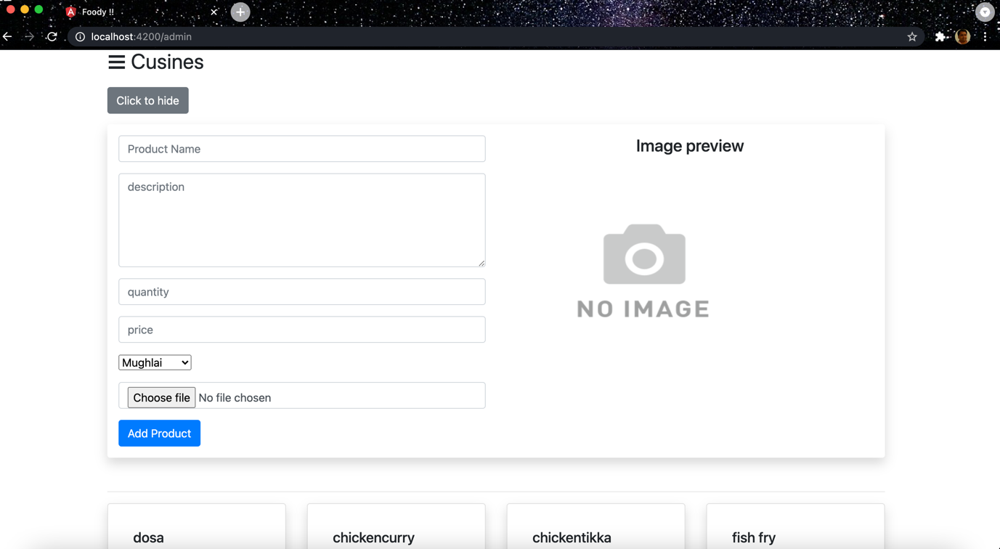 Foody !!
localhost:4200/admin
Cusines
Click to hide
Product Name
Image preview
description
NO IMAGE
quantity
price
Mughlai
Choose file No file chosen
Add Product
dosa
chickencurry
chickentikka
fish fry